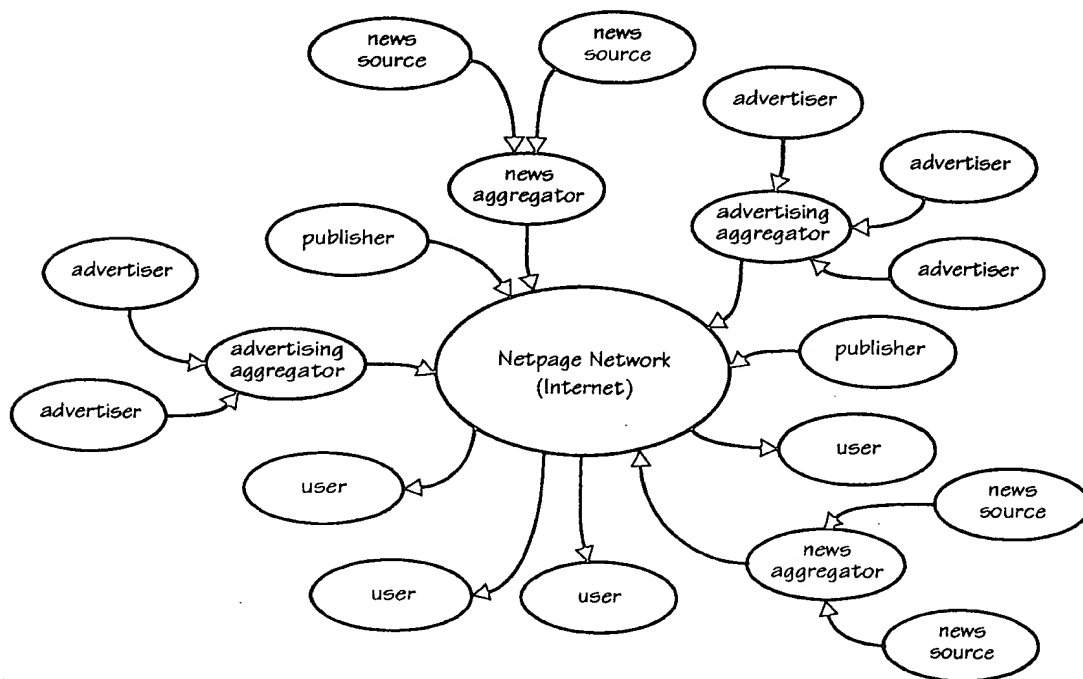 news
source
news
source
advertiser
news
aggregator
advertiser
advertising
aggregator
publisher
advertiser
advertiser
Netpage Network
(Internet)
publisher
advertising
aggregator
advertiser
user
user
news
source
news
aggregator
user
user
news
source